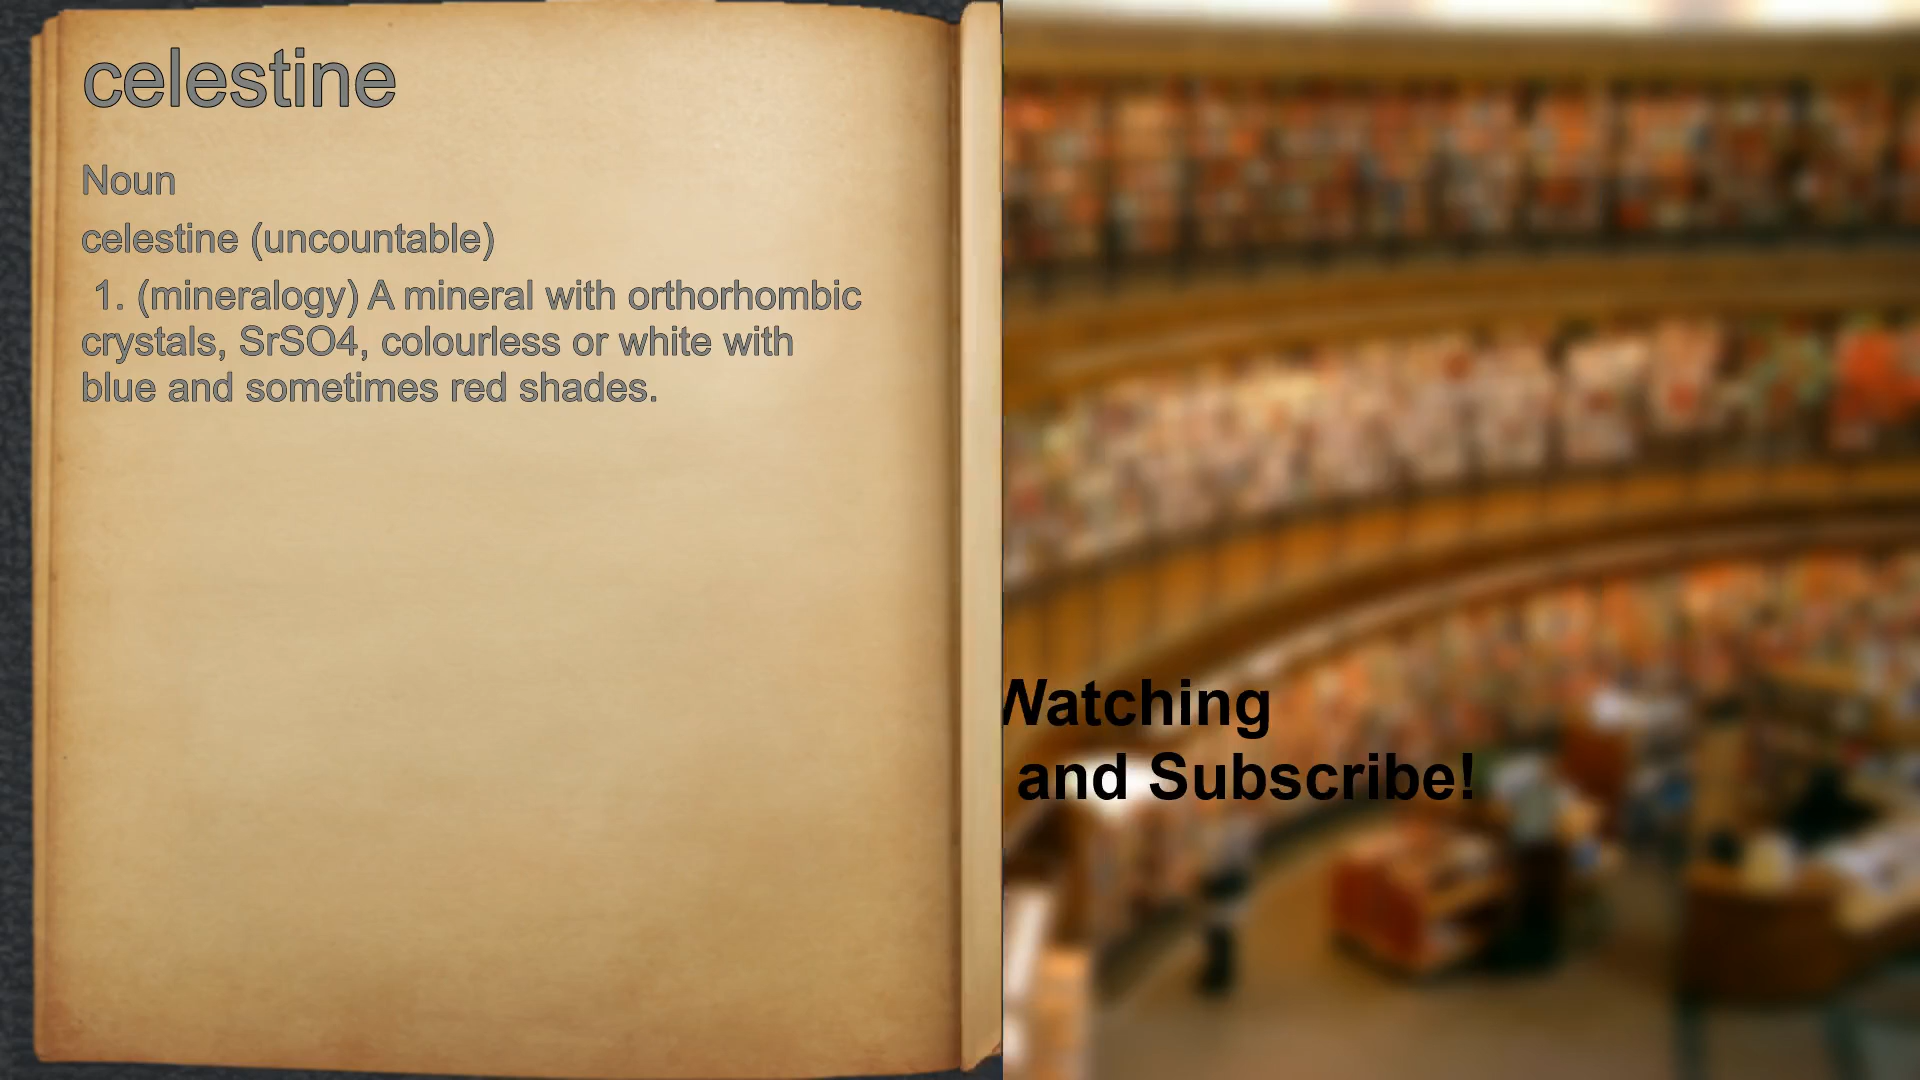 celestine
Noun
celestine (uncountable)
1. (mineralogy) A mineral with orthorhombic
crystals, SrSO4, colourless or white with
blue and sometimes red shades.
Watching
and Subscribe!